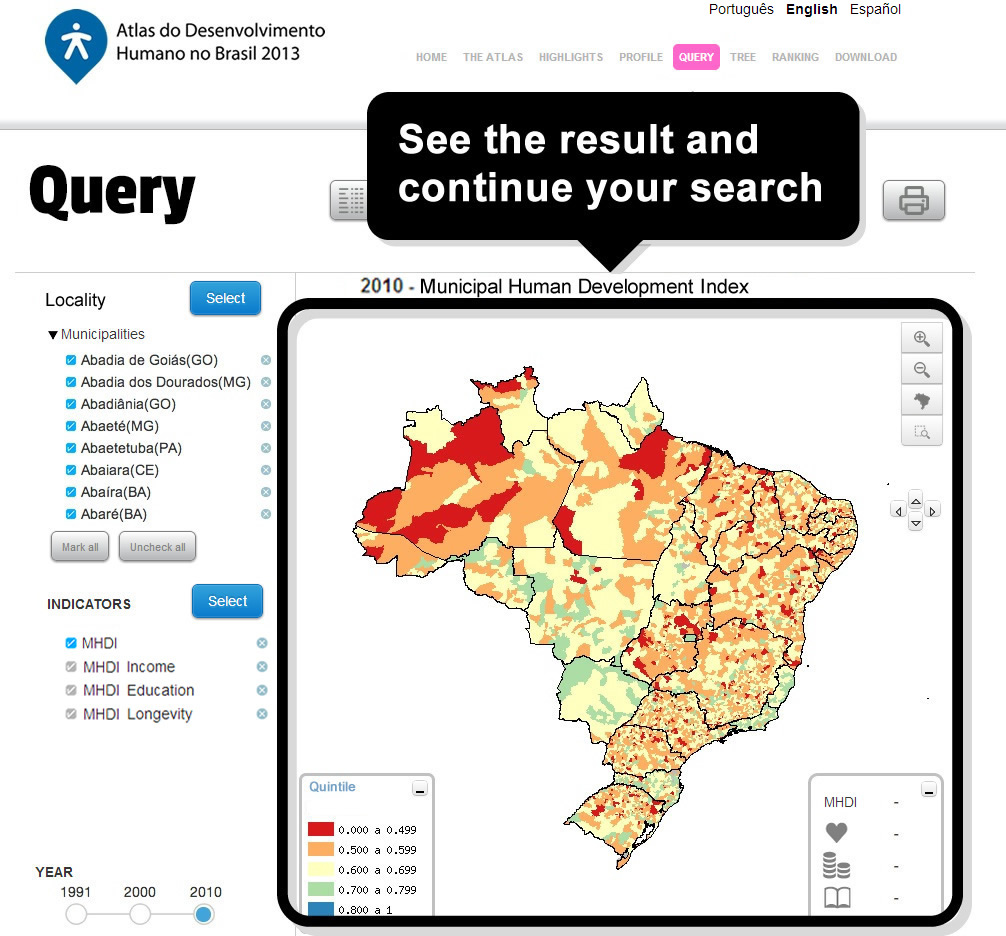 Português English Español
Atlas do Desenvolvimento
Humano no Brasil 2013
HOME THE ATLAS HIGHLIGHTS PROFILE QUERY TREE RANKING DOWNLOAD
See the result and
continue your search
Query
2010 - Municipal Human Development Index
Locality Select
Municipalities
Abadia de Goiás(GO)
Abadia dos Dourados(MG)
Abadiânia(GO)
Abaeté(MG)
Abaetetuba(PA)
Abaiara(CE)
Abaíra(BA)
Abaré(BA)
Mark all Uncheck all
INDICATORS Select
MHDI
MHDI Income
MHDI Education
MHDI Longevity
YEAR
1991 2000 2010
Quintile
0.000 a 0.499
0.500 a 0.599
0.600 a 0.699
0.700 a 0.799
0.800 a 1
MHDI -
-
-
-